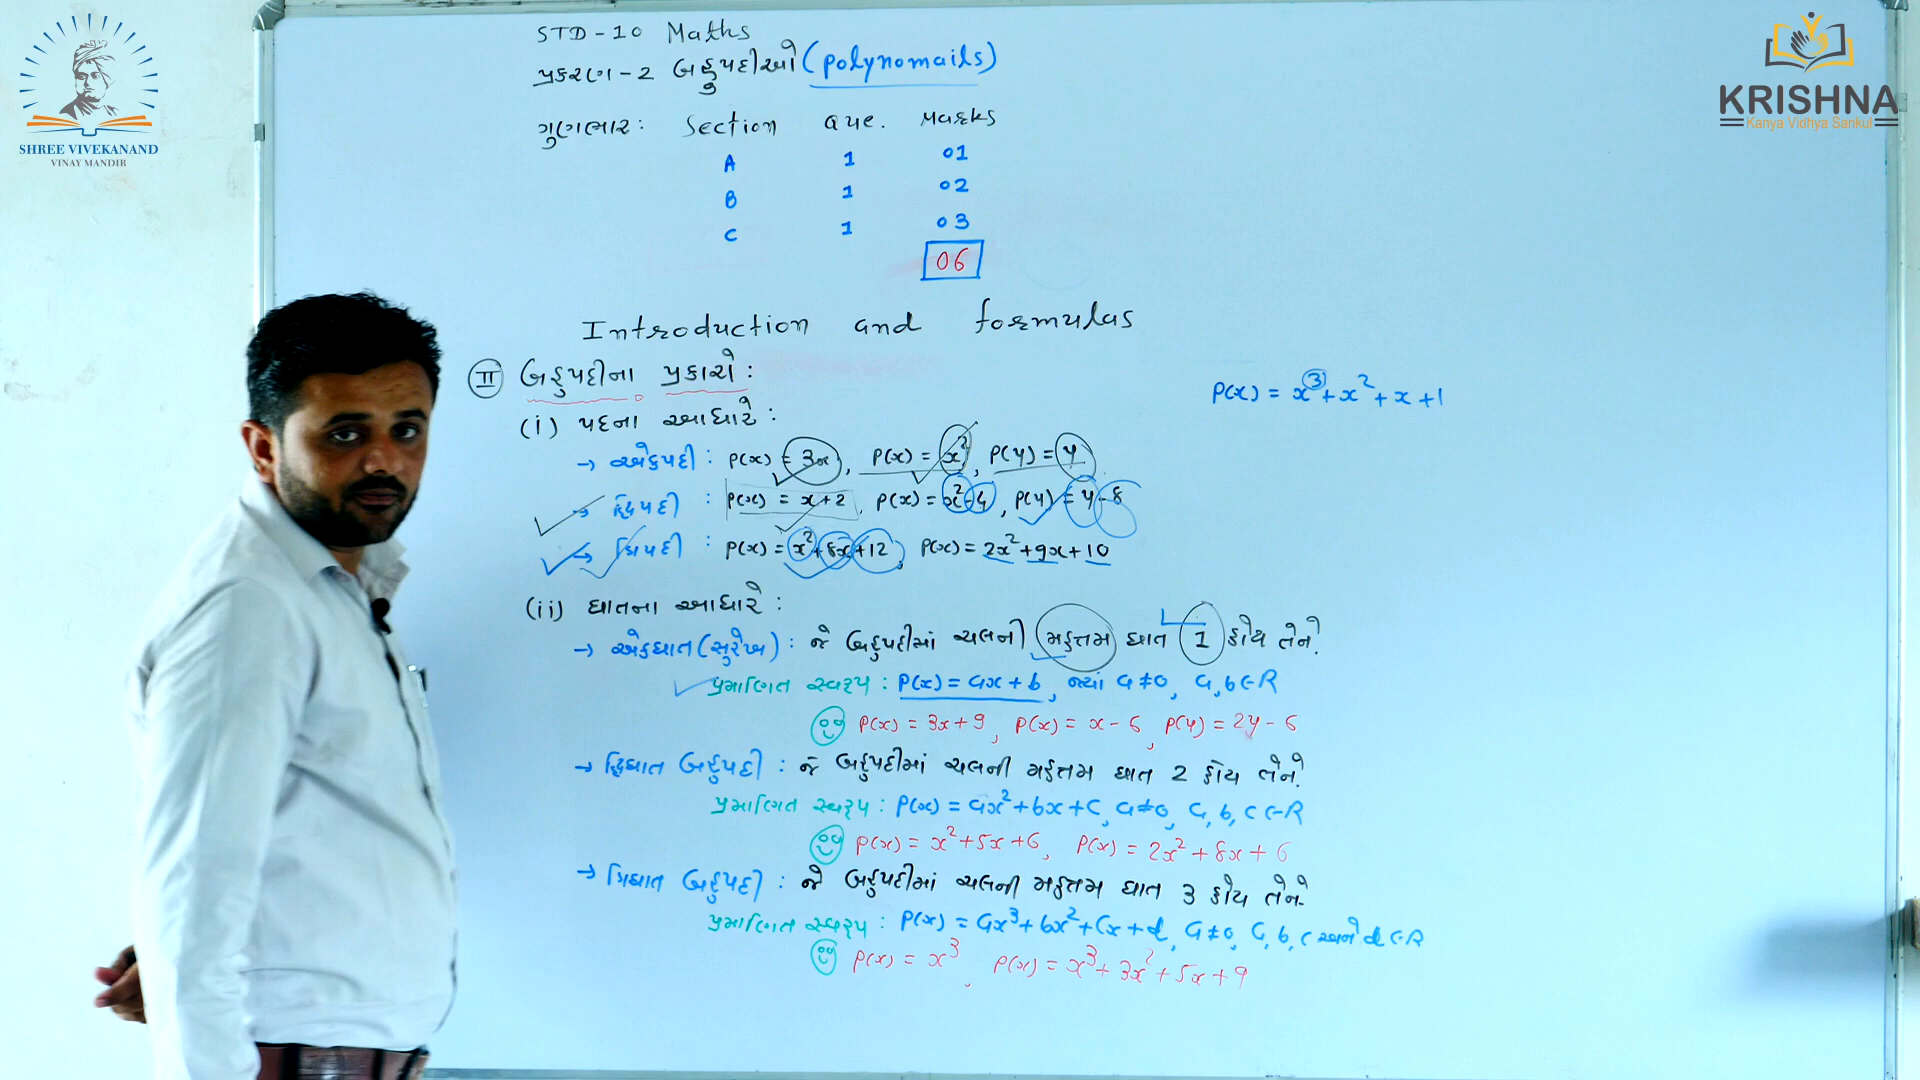 SHREE VIVEKANAND
VINAY MANDIR
KRISHNA
Kanya Vidhya Sankul
STD - 10 Maths
પ્રકરણ - 2 બહુપદીઓ (polynomails)
ગુણભાર : Section Que. Marks
A 1 01
B 1 02
C 1 03
06
Introduction and formulas
II બહુપદીના પ્રકારો :
P(x) = x³ + x² + x + 1
(i) પદના આધારે :
→ એકપદી : P(x) = 3x, P(x) = x², P(y) = y
→ દ્વિપદી : P(x) = x + 2, P(x) = x² - 4, P(y) = y - 8
→ ત્રિપદી : P(x) = x² + 8x + 12, P(x) = 2x² + 9x + 10
(ii) ઘાતના આધારે :
→ એકઘાત (સુરેખ) : જે બહુપદીમાં ચલની મહત્તમ ઘાત 1 હોય તેને.
પ્રમાણિત સ્વરૂપ : P(x) = ax + b, જ્યાં a ≠ 0, a, b ∈ R
P(x) = 3x + 9, P(x) = x - 6, P(y) = 2y - 6
→ દ્વિઘાત બહુપદી : જે બહુપદીમાં ચલની મહત્તમ ઘાત 2 હોય તેને.
પ્રમાણિત સ્વરૂપ : P(x) = ax² + bx + c, a ≠ 0, a, b, c ∈ R
P(x) = x² + 5x + 6, P(x) = 2x² + 8x + 6
→ ત્રિઘાત બહુપદી : જે બહુપદીમાં ચલની મહત્તમ ઘાત 3 હોય તેને.
પ્રમાણિત સ્વરૂપ : P(x) = ax³ + bx² + cx + d, a ≠ 0, a, b, c અને d ∈ R
P(x) = x³, P(x) = x³ + 3x² + 5x + 9